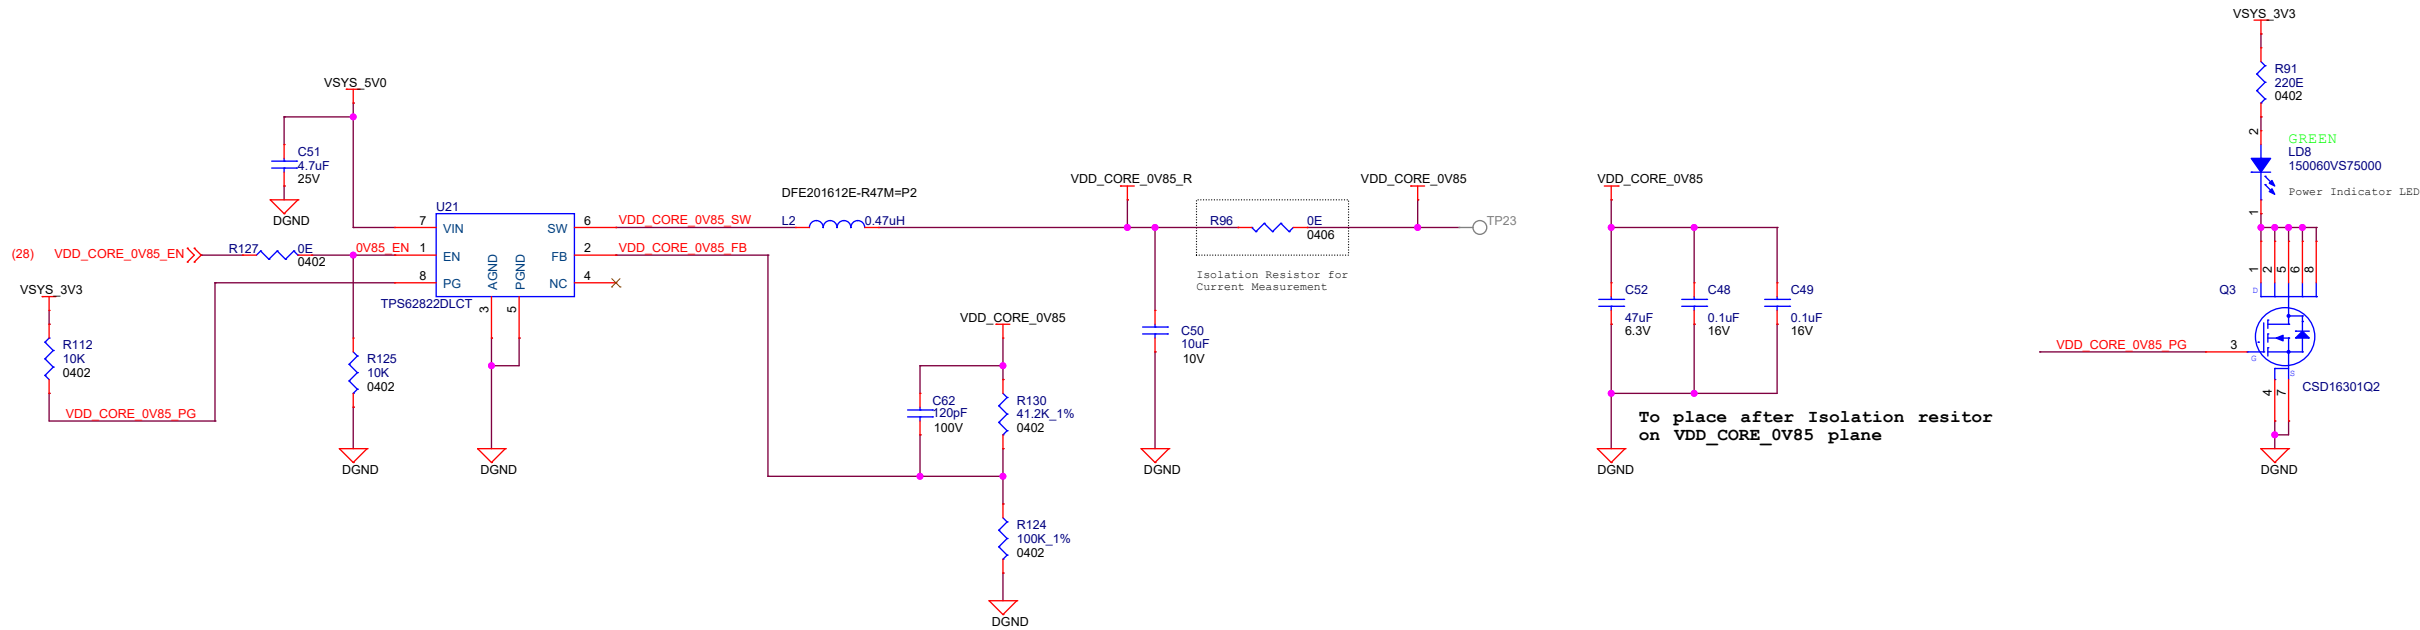 VSYS_5V0
C51
4.7uF
25V
DGND
(28) VDD_CORE_0V85_EN
R127
0E
0402
0V85_EN
VSYS_3V3
R112
10K
0402
VDD_CORE_0V85_PG
R125
10K
0402
DGND
U21
7 VIN
1 EN
8 PG
SW 6
FB 2
NC 4
AGND
PGND
3
5
TPS62822DLCT
DGND
VDD_CORE_0V85_SW
VDD_CORE_0V85_FB
DFE201612E-R47M=P2
L2
0.47uH
VDD_CORE_0V85
C62
120pF
100V
R130
41.2K_1%
0402
R124
100K_1%
0402
DGND
VDD_CORE_0V85_R
C50
10uF
10V
DGND
R96
0E
0406
Isolation Resistor for
Current Measurement
VDD_CORE_0V85
TP23
VDD_CORE_0V85
C52
47uF
6.3V
C48
0.1uF
16V
C49
0.1uF
16V
To place after Isolation resitor
on VDD_CORE_0V85 plane
DGND
VSYS_3V3
R91
220E
0402
2
GREEN
LD8
150060VS75000
Power Indicator LED
1
1
2
5
6
8
Q3
D
VDD_CORE_0V85_PG
3
G
S
CSD16301Q2
4
7
DGND